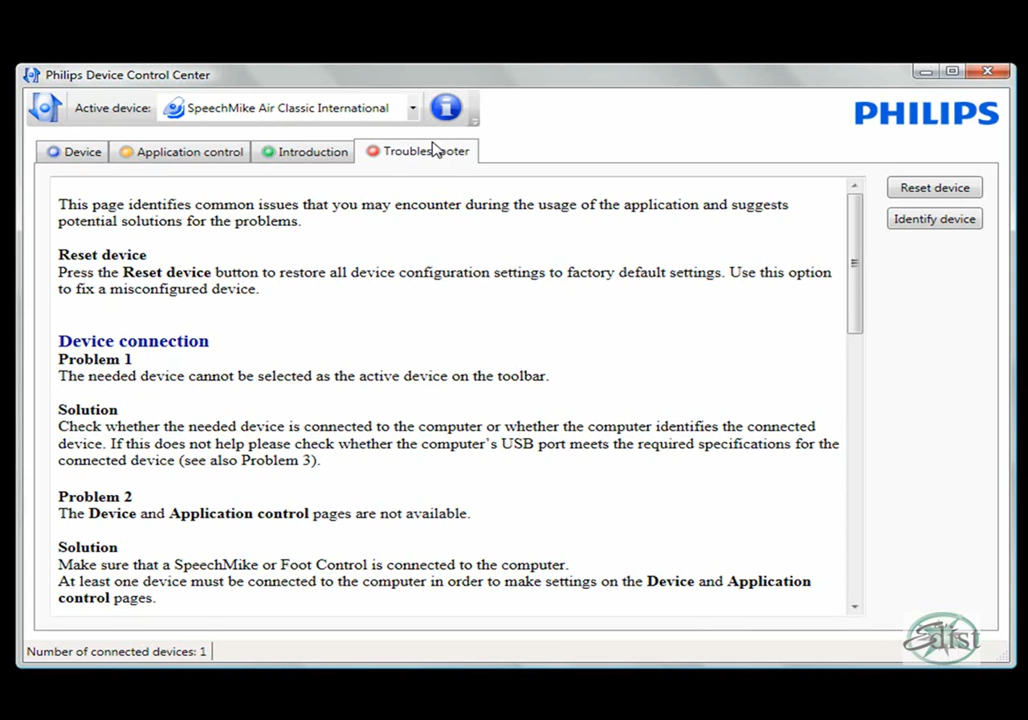 Philips Device Control Center
Active device: SpeechMike Air Classic International
PHILIPS
Device Application control Introduction Troubleshooter
This page identifies common issues that you may encounter during the usage of the application and suggests
potential solutions for the problems.
Reset device
Identify device
Reset device
Press the Reset device button to restore all device configuration settings to factory default settings. Use this option
to fix a misconfigured device.
Device connection
Problem 1
The needed device cannot be selected as the active device on the toolbar.
Solution
Check whether the needed device is connected to the computer or whether the computer identifies the connected
device. If this does not help please check whether the computer's USB port meets the required specifications for the
connected device (see also Problem 3).
Problem 2
The Device and Application control pages are not available.
Solution
Make sure that a SpeechMike or Foot Control is connected to the computer.
At least one device must be connected to the computer in order to make settings on the Device and Application
control pages.
Number of connected devices: 1
Edist